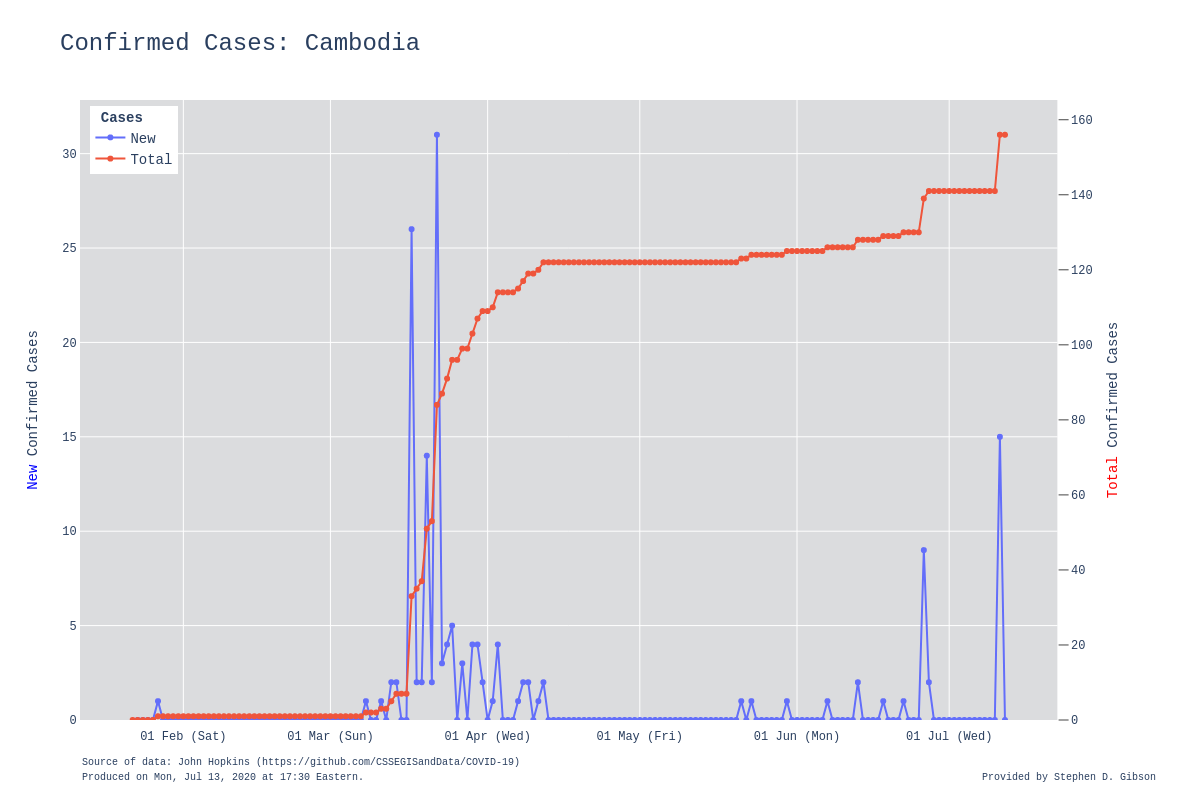 Confirmed Cases: Cambodia
Cases
New
Total
30
25
20
15
10
5
0
160
140
120
100
80
60
40
20
0
New Confirmed Cases
Total Confirmed Cases
01 Feb (Sat)
01 Mar (Sun)
01 Apr (Wed)
01 May (Fri)
01 Jun (Mon)
01 Jul (Wed)
Source of data: John Hopkins (https://github.com/CSSEGISandData/COVID-19)
Produced on Mon, Jul 13, 2020 at 17:30 Eastern.
Provided by Stephen D. Gibson